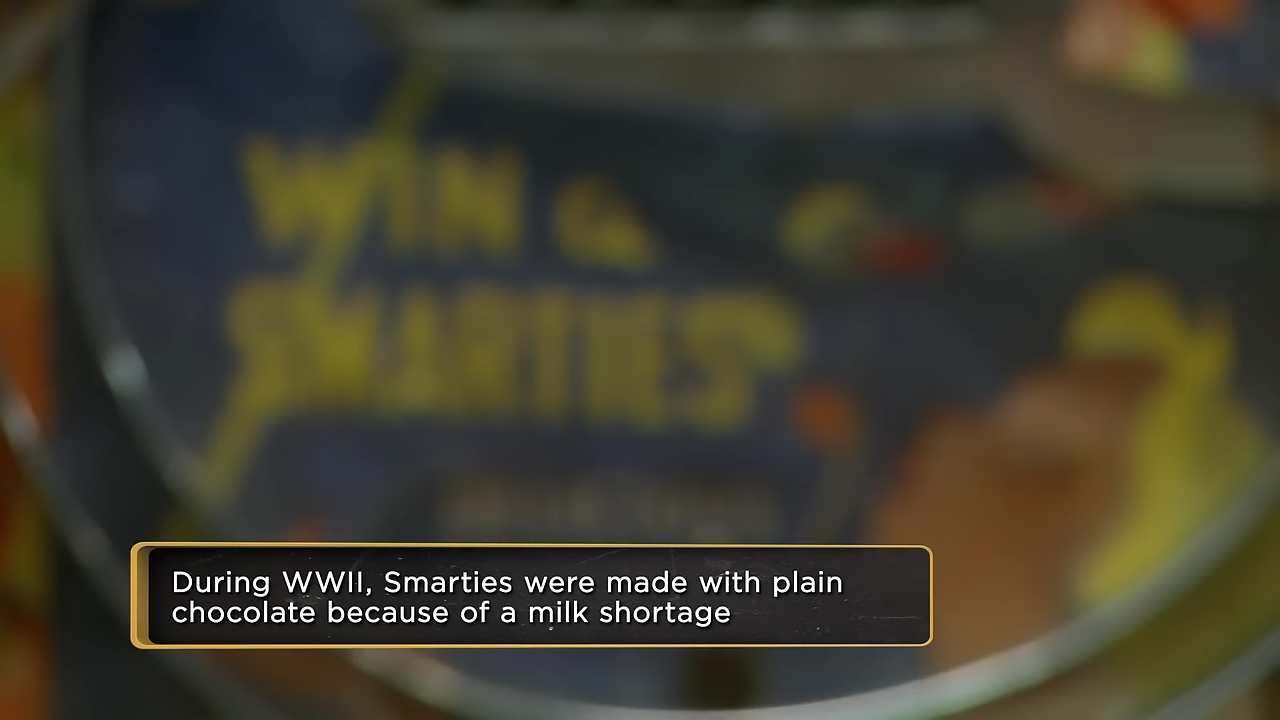 WIN &
SMARTIES
During WWII, Smarties were made with plain
chocolate because of a milk shortage